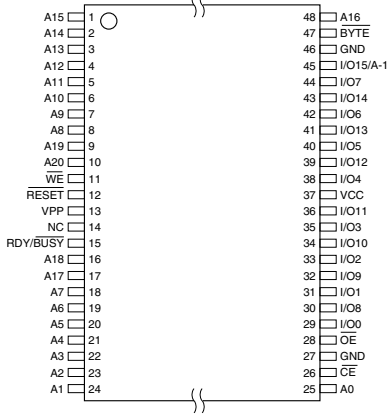 A15 1 48 A16
A14 2 47 BYTE
A13 3 46 GND
A12 4 45 I/O15/A-1
A11 5 44 I/O7
A10 6 43 I/O14
A9 7 42 I/O6
A8 8 41 I/O13
A19 9 40 I/O5
A20 10 39 I/O12
WE 11 38 I/O4
RESET 12 37 VCC
VPP 13 36 I/O11
NC 14 35 I/O3
RDY/BUSY 15 34 I/O10
A18 16 33 I/O2
A17 17 32 I/O9
A7 18 31 I/O1
A6 19 30 I/O8
A5 20 29 I/O0
A4 21 28 OE
A3 22 27 GND
A2 23 26 CE
A1 24 25 A0